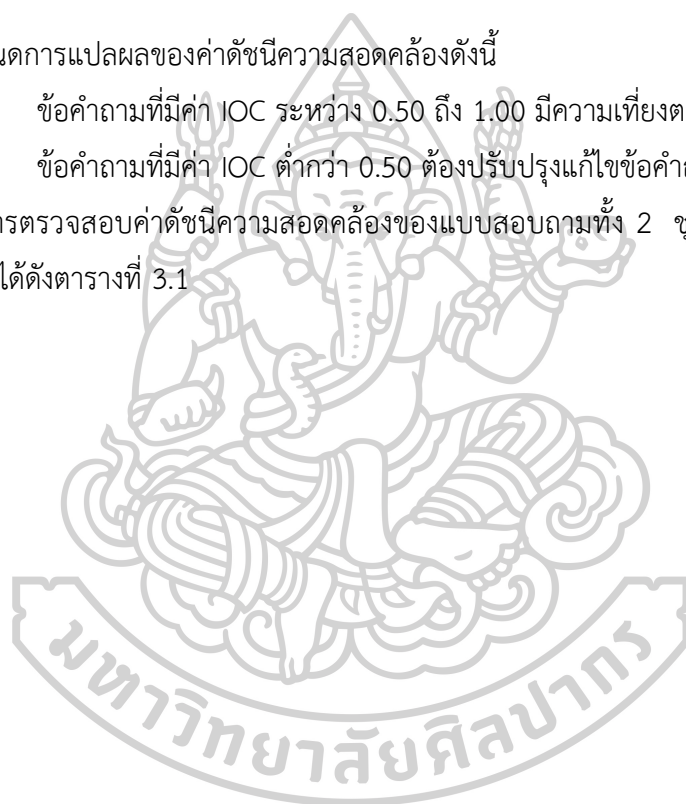 นดการแปลผลของค่าดัชนีความสอดคล้องดังนี้
ข้อคำถามที่มีค่า IOC ระหว่าง 0.50 ถึง 1.00 มีความเที่ยงต
ข้อคำถามที่มีค่า IOC ต่ำกว่า 0.50 ต้องปรับปรุงแก้ไขข้อคำถ
ารตรวจสอบค่าดัชนีความสอดคล้องของแบบสอบถามทั้ง 2 ชุ
ได้ดังตารางที่ 3.1
มหาวิทยาลัยศิลปากร